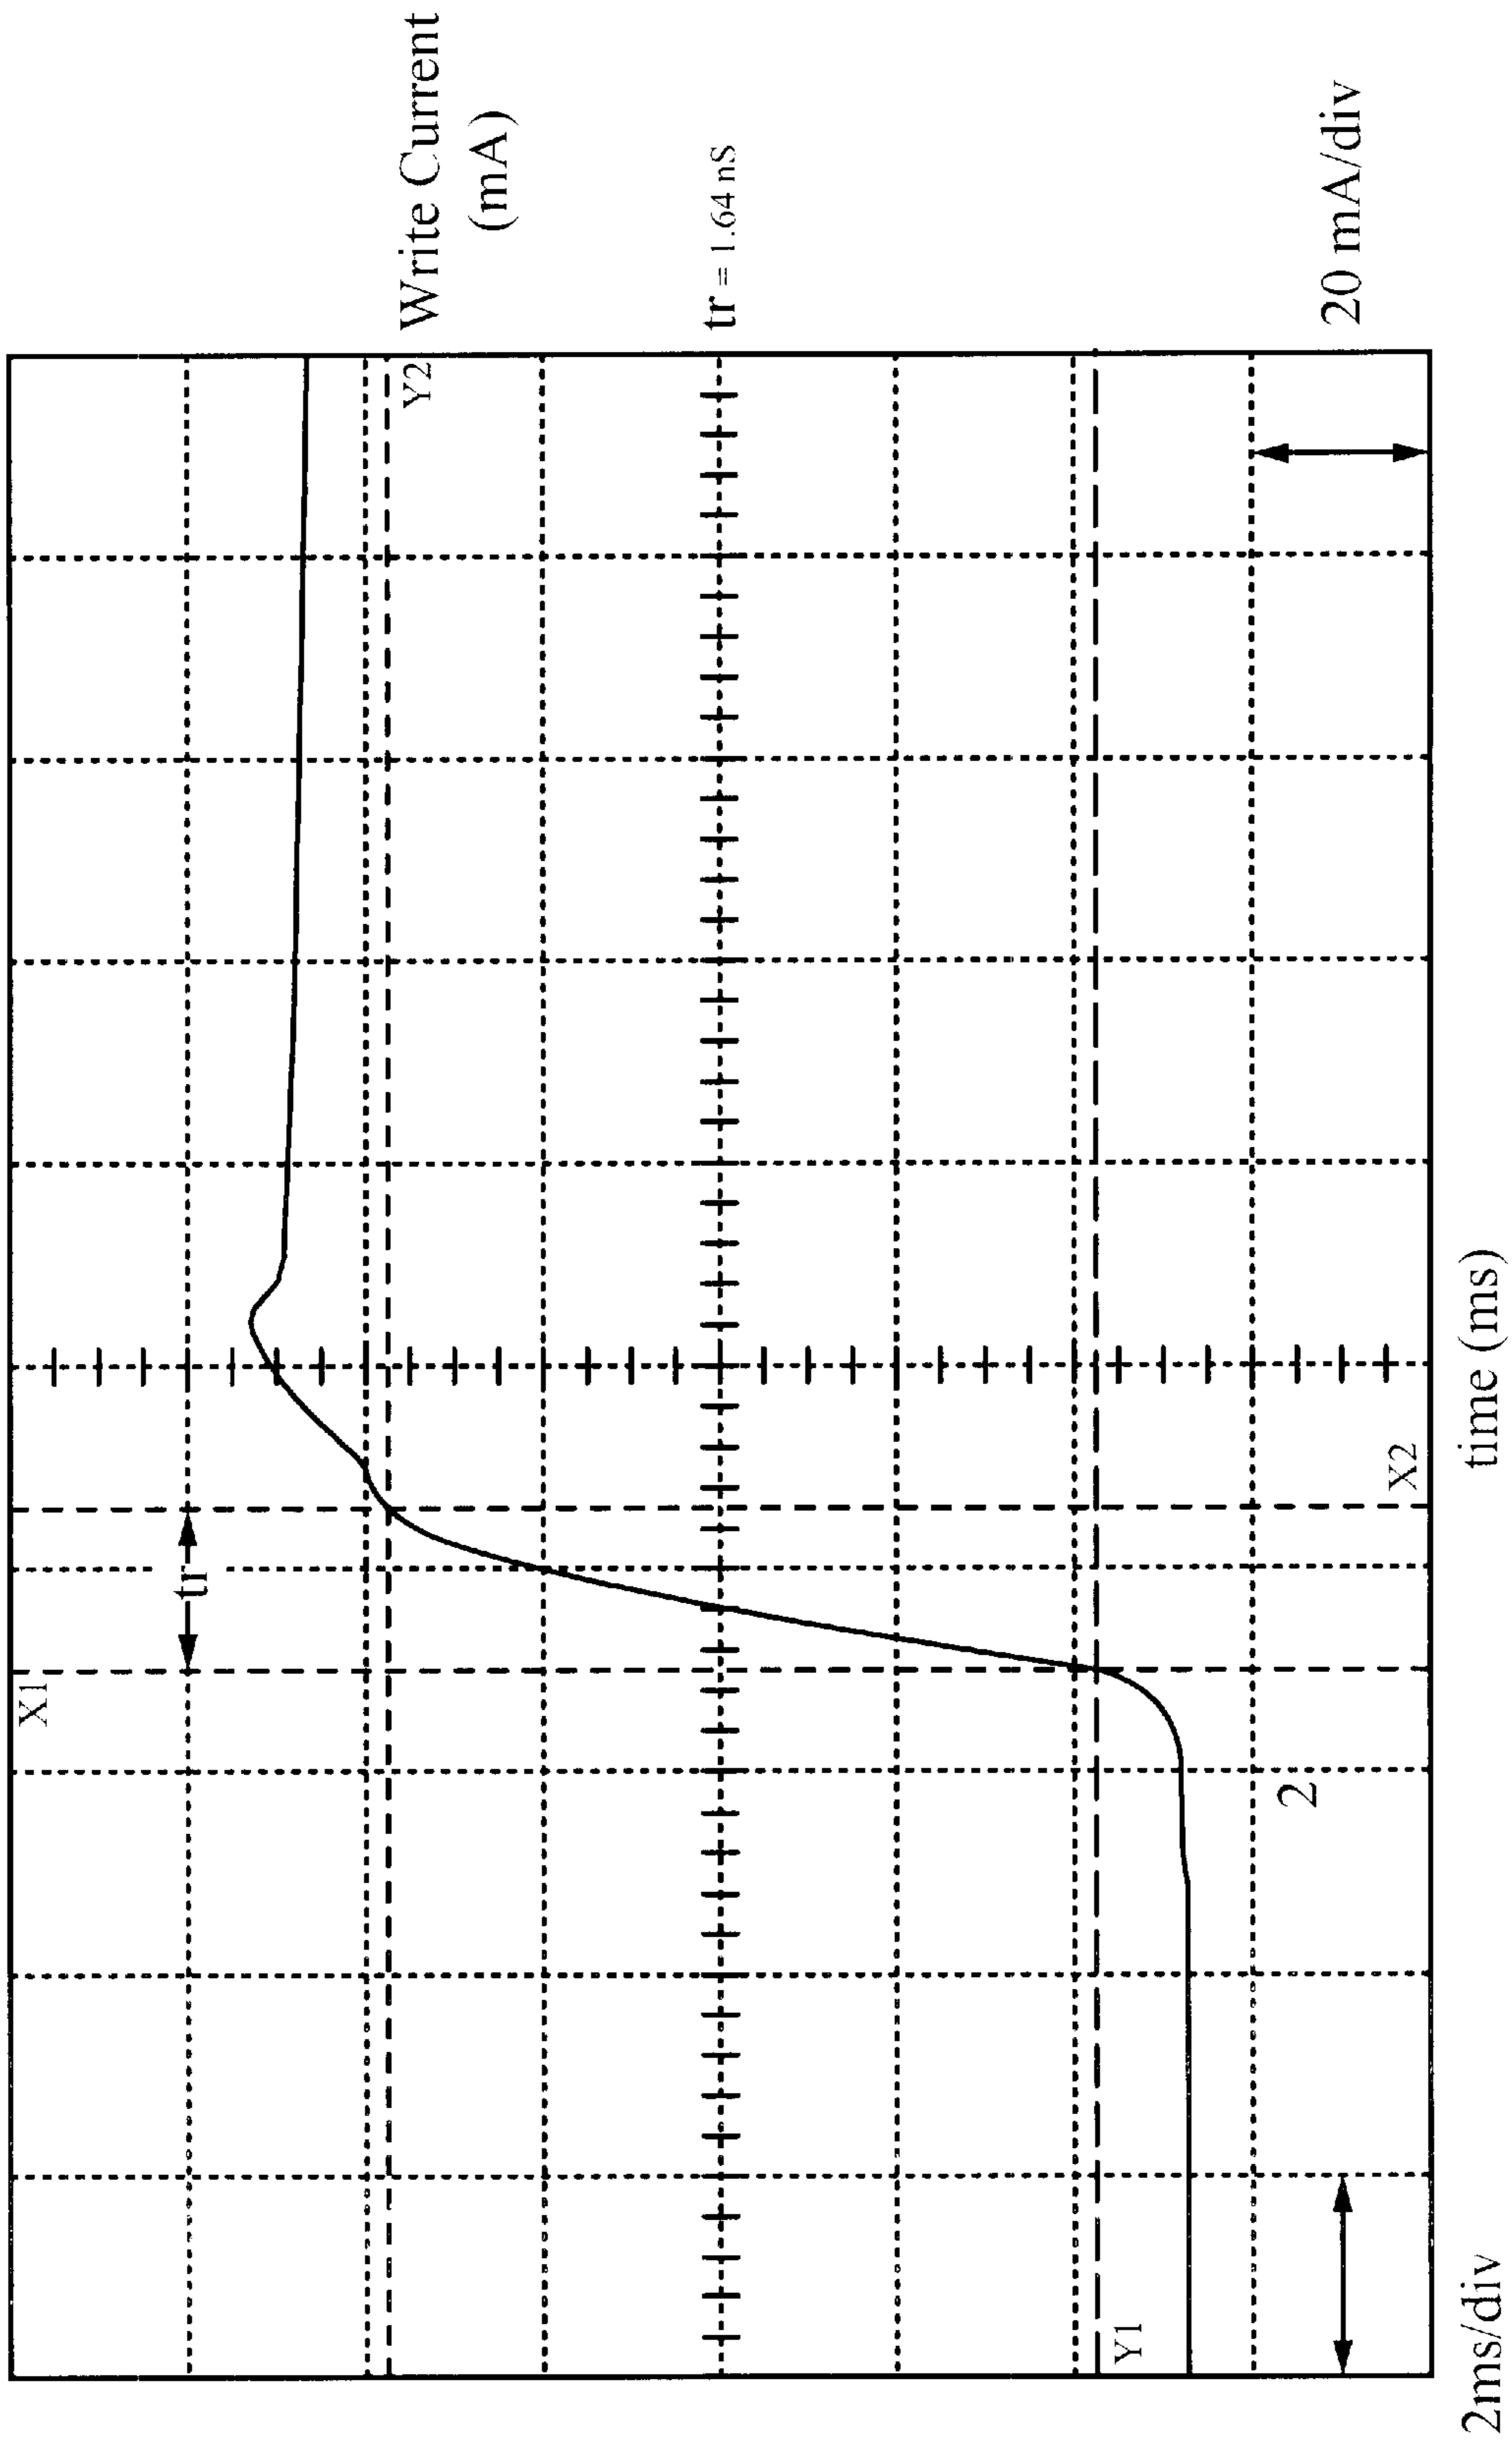 X1
tr
Y2
Write Current
(mA)
tr = 1.64 nS
20 mA/div
Y1
2
X2
2ms/div
time (ms)